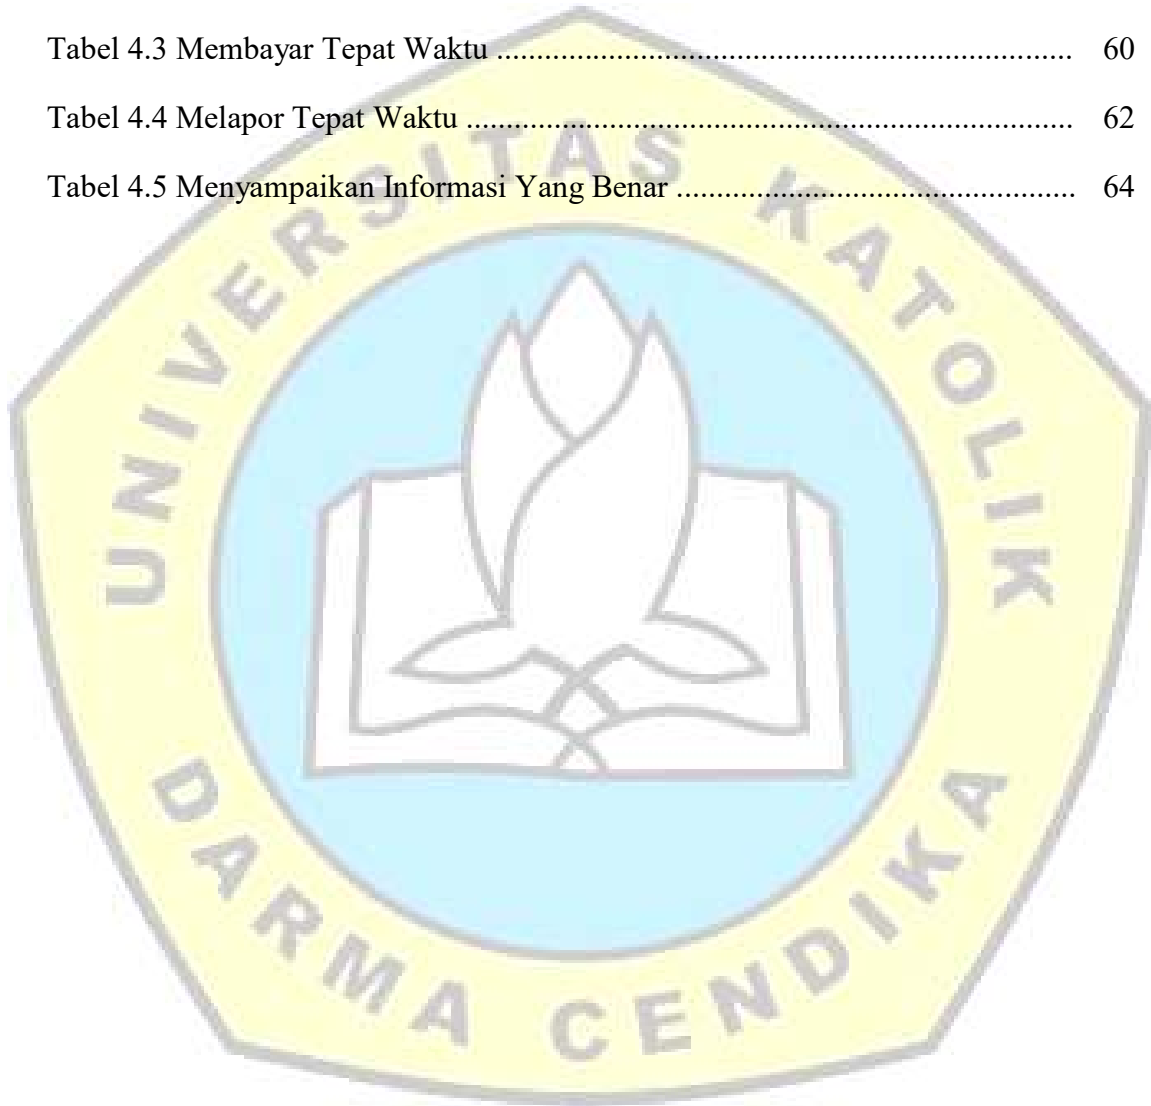 Tabel 4.3 Membayar Tepat Waktu ........................................................................ 60
Tabel 4.4 Melapor Tepat Waktu ............................................................................ 62
Tabel 4.5 Menyampaikan Informasi Yang Benar .................................................. 64
UNIVERSITAS KATOLIK
DARMA CENDIKA